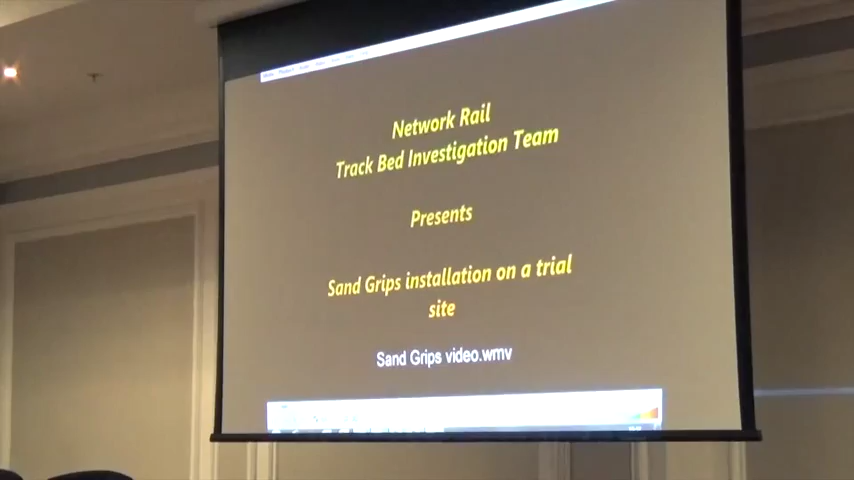 Network Rail
Track Bed Investigation Team
Presents
Sand Grips installation on a trial
site
Sand Grips video.wmv